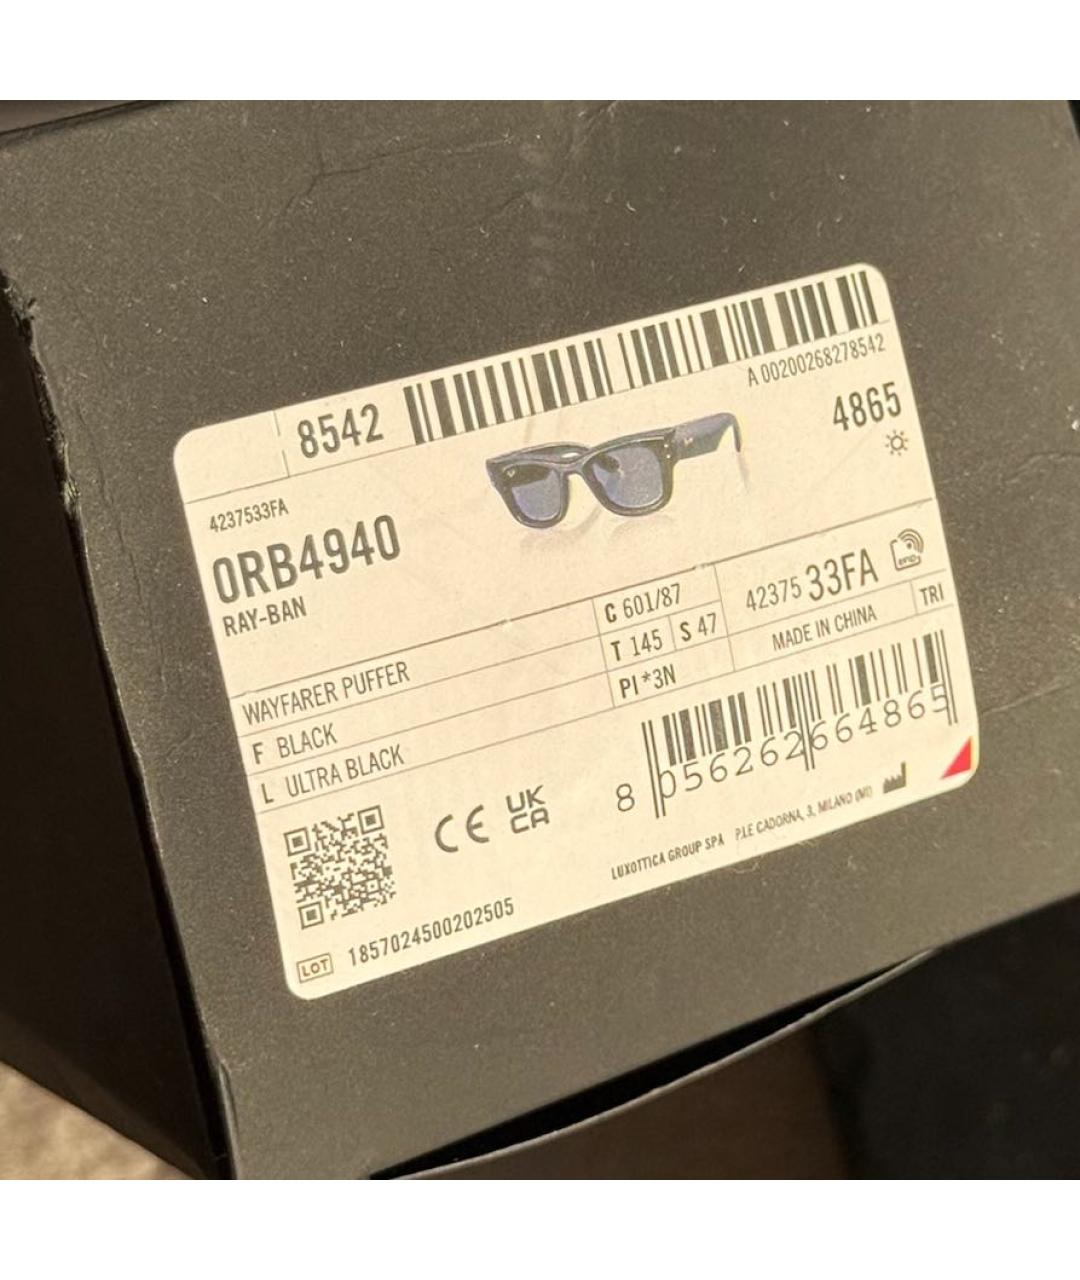 8542
A 00200268278542
4865
4237533FA
0RB4940
RAY-BAN
C 601/87
42375 33FA
RFID
WAYFARER PUFFER
T 145
S 47
MADE IN CHINA
TRI
F BLACK
PI *3N
L ULTRA BLACK
8 056262 664865
CE
UK
CA
LUXOTTICA GROUP SPA P.LE CADORNA, 3, MILANO (MI)
LOT 1857024500202505